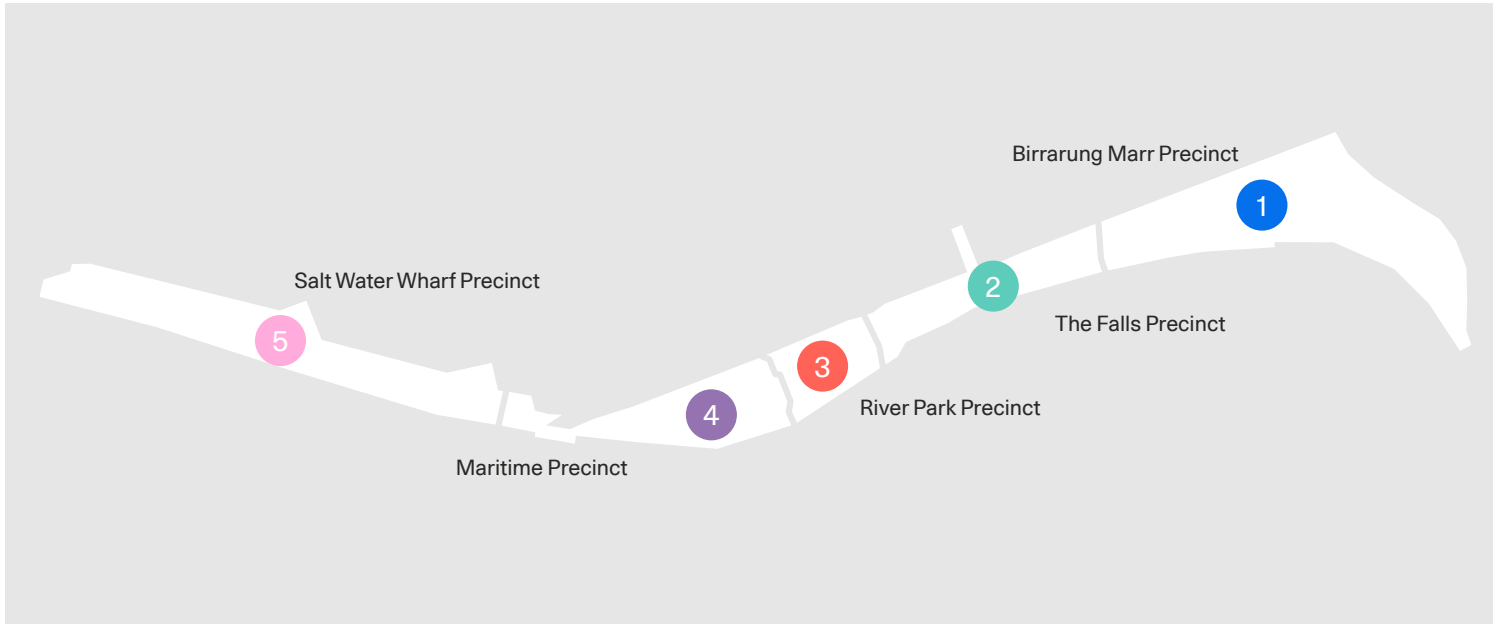 Birrarung Marr Precinct
1
Salt Water Wharf Precinct
2
The Falls Precinct
5
3
River Park Precinct
4
Maritime Precinct